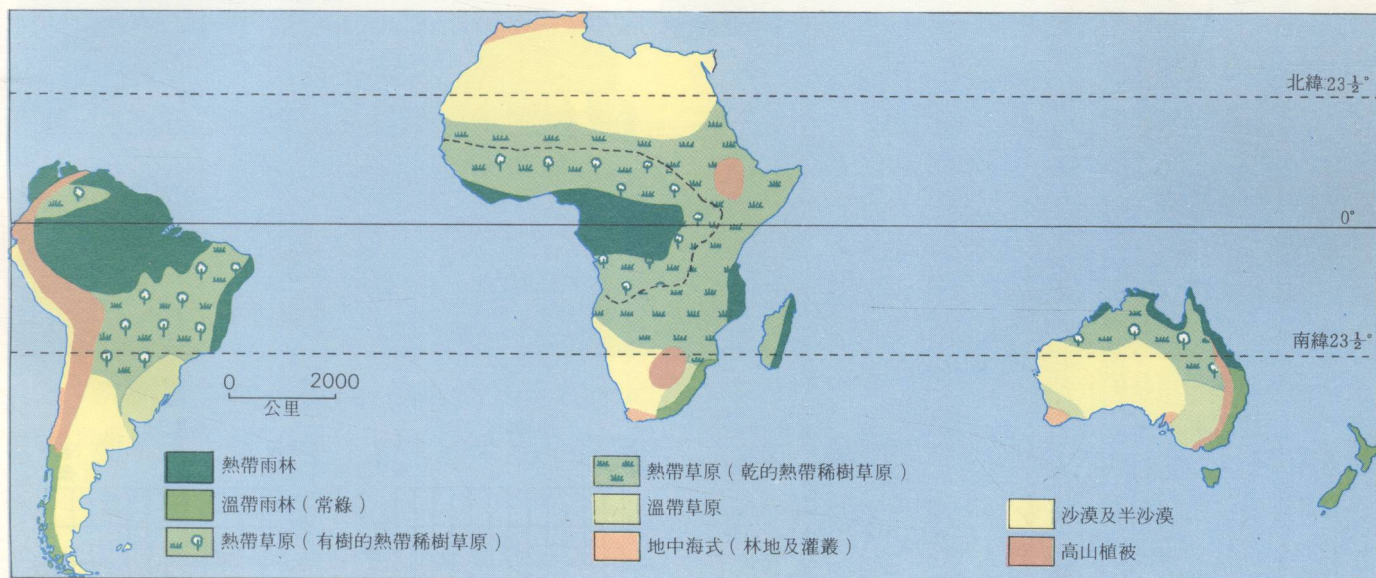 北緯23½°
0°
南緯23½°
0 2000
公里
熱帶雨林
溫帶雨林（常綠）
熱帶草原（有樹的熱帶稀樹草原）
熱帶草原（乾的熱帶稀樹草原）
溫帶草原
地中海式（林地及灌叢）
沙漠及半沙漠
高山植被